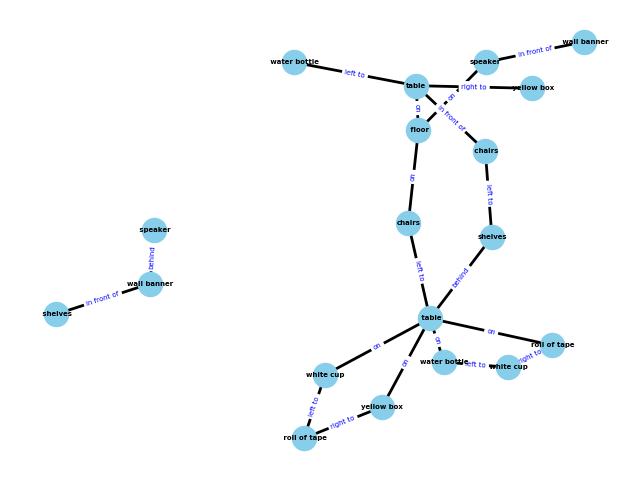 wall banner
in front of
water bottle
speaker
left to
table
right to
yellow box
on
on
in front of
floor
chairs
on
left to
chairs
speaker
shelves
behind
left to
behind
wall banner
in front of
shelves
table
on
on
roll of tape
on
right to
water bottle
left to
white cup
on
white cup
left to
yellow box
right to
roll of tape